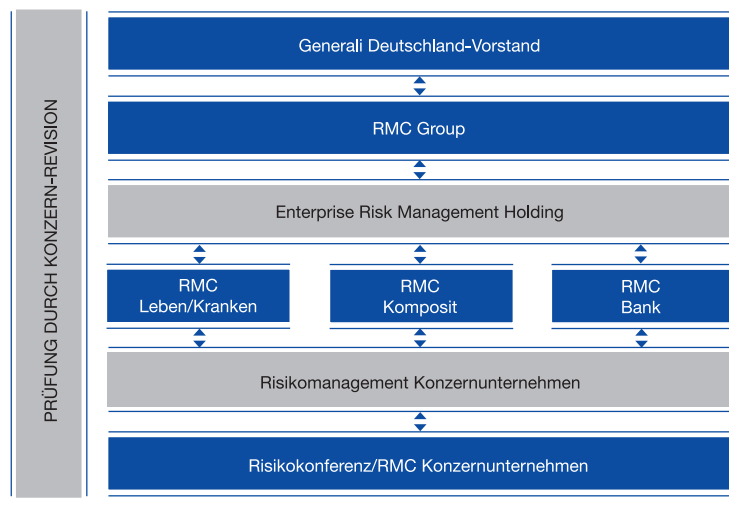 PRÜFUNG DURCH KONZERN-REVISION
Generali Deutschland-Vorstand
RMC Group
Enterprise Risk Management Holding
RMC
Leben/Kranken
RMC
Komposit
RMC
Bank
Risikomanagement Konzernunternehmen
Risikokonferenz/RMC Konzernunternehmen